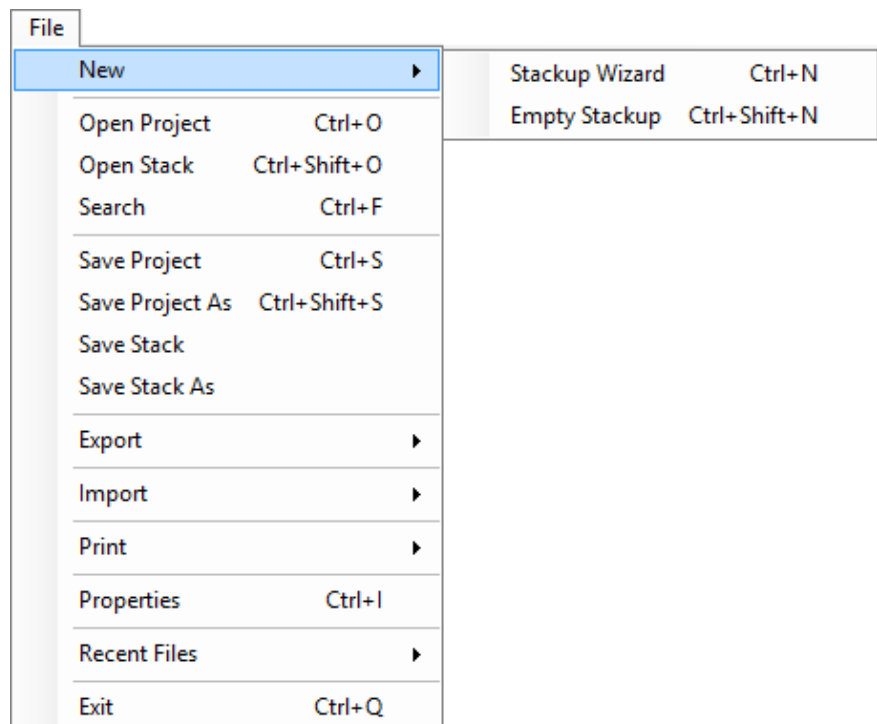 File
New
Stackup Wizard Ctrl+N
Empty Stackup Ctrl+Shift+N
Open Project Ctrl+O
Open Stack Ctrl+Shift+O
Search Ctrl+F
Save Project Ctrl+S
Save Project As Ctrl+Shift+S
Save Stack
Save Stack As
Export
Import
Print
Properties Ctrl+I
Recent Files
Exit Ctrl+Q